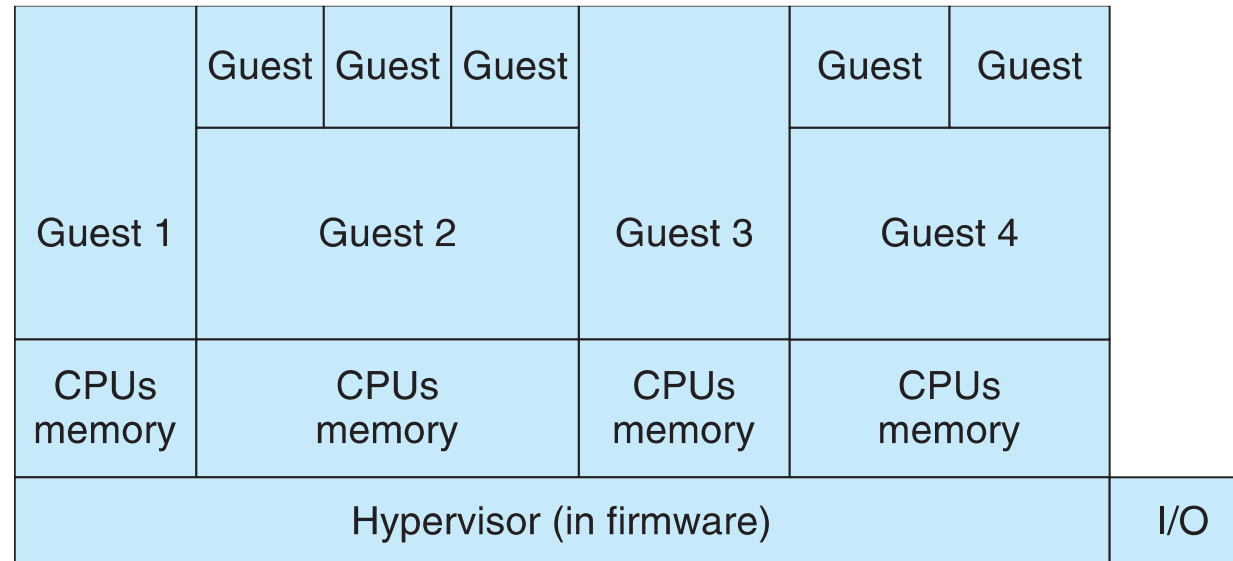 Guest Guest Guest Guest Guest
Guest 1 Guest 2 Guest 3 Guest 4
CPUs CPUs CPUs CPUs
memory memory memory memory
Hypervisor (in firmware) I/O